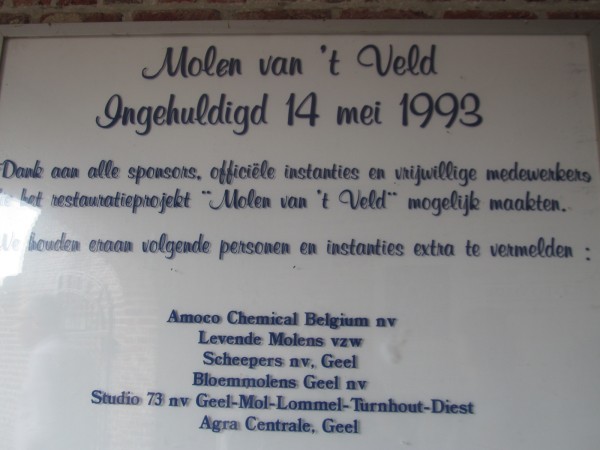 Molen van 't Veld
Ingehuldigd 14 mei 1993
Dank aan alle sponsors, officiële instanties en vrijwillige medewerkers,
het restauratieprojekt "Molen van 't Veld" mogelijk maakten.
We houden eraan volgende personen en instanties extra te vermelden :
Amoco Chemical Belgium nv
Levende Molens vzw
Scheepers nv, Geel
Bloemmolens Geel nv
Studio 73 nv Geel-Mol-Lommel-Turnhout-Diest
Agra Centrale, Geel